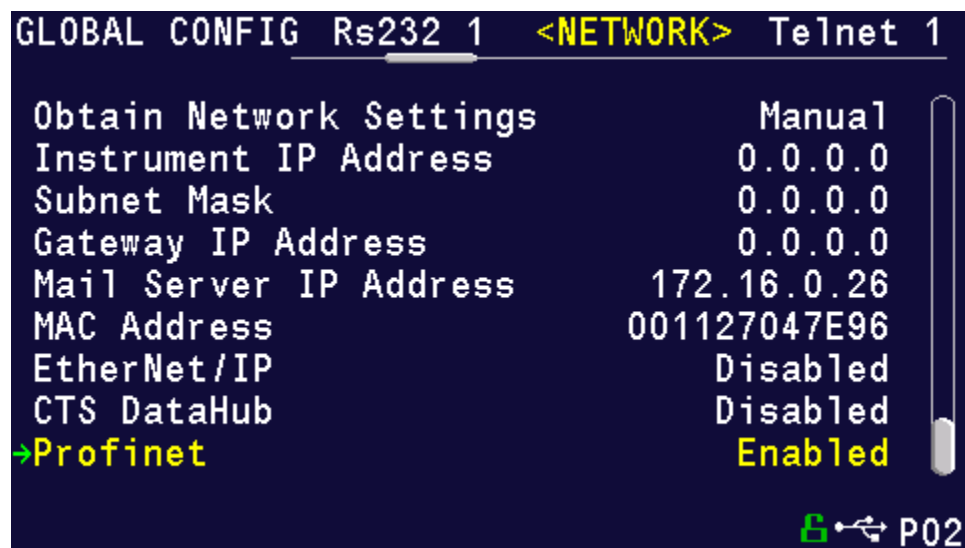 GLOBAL CONFIG Rs232 1 <NETWORK> Telnet 1
Obtain Network Settings Manual
Instrument IP Address 0.0.0.0
Subnet Mask 0.0.0.0
Gateway IP Address 0.0.0.0
Mail Server IP Address 172.16.0.26
MAC Address 001127047E96
EtherNet/IP Disabled
CTS DataHub Disabled
→Profinet Enabled
P02